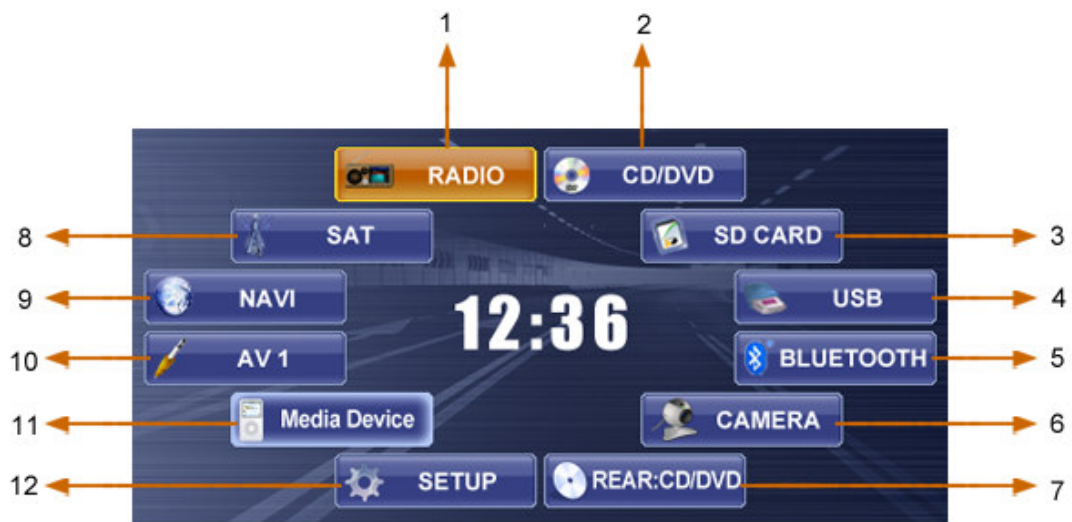 1 2
RADIO CD/DVD
8 SAT SD CARD 3
9 NAVI USB 4
12:36
10 AV 1 BLUETOOTH 5
11 Media Device CAMERA 6
12 SETUP REAR:CD/DVD 7